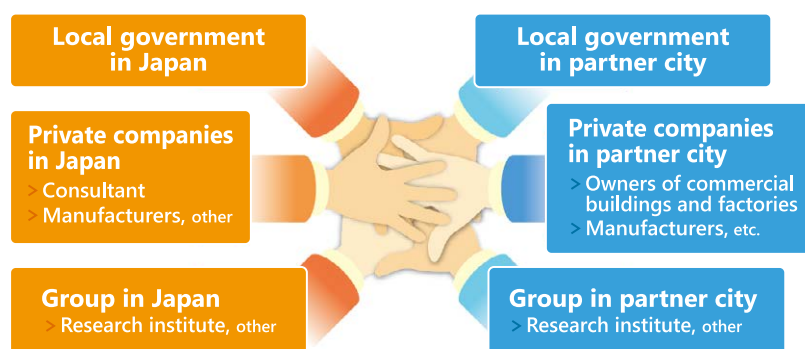 Local government
in Japan
Local government
in partner city
Private companies
in Japan
> Consultant
> Manufacturers, other
Private companies
in partner city
> Owners of commercial
buildings and factories
> Manufacturers, etc.
Group in Japan
> Research institute, other
Group in partner city
> Research institute, other